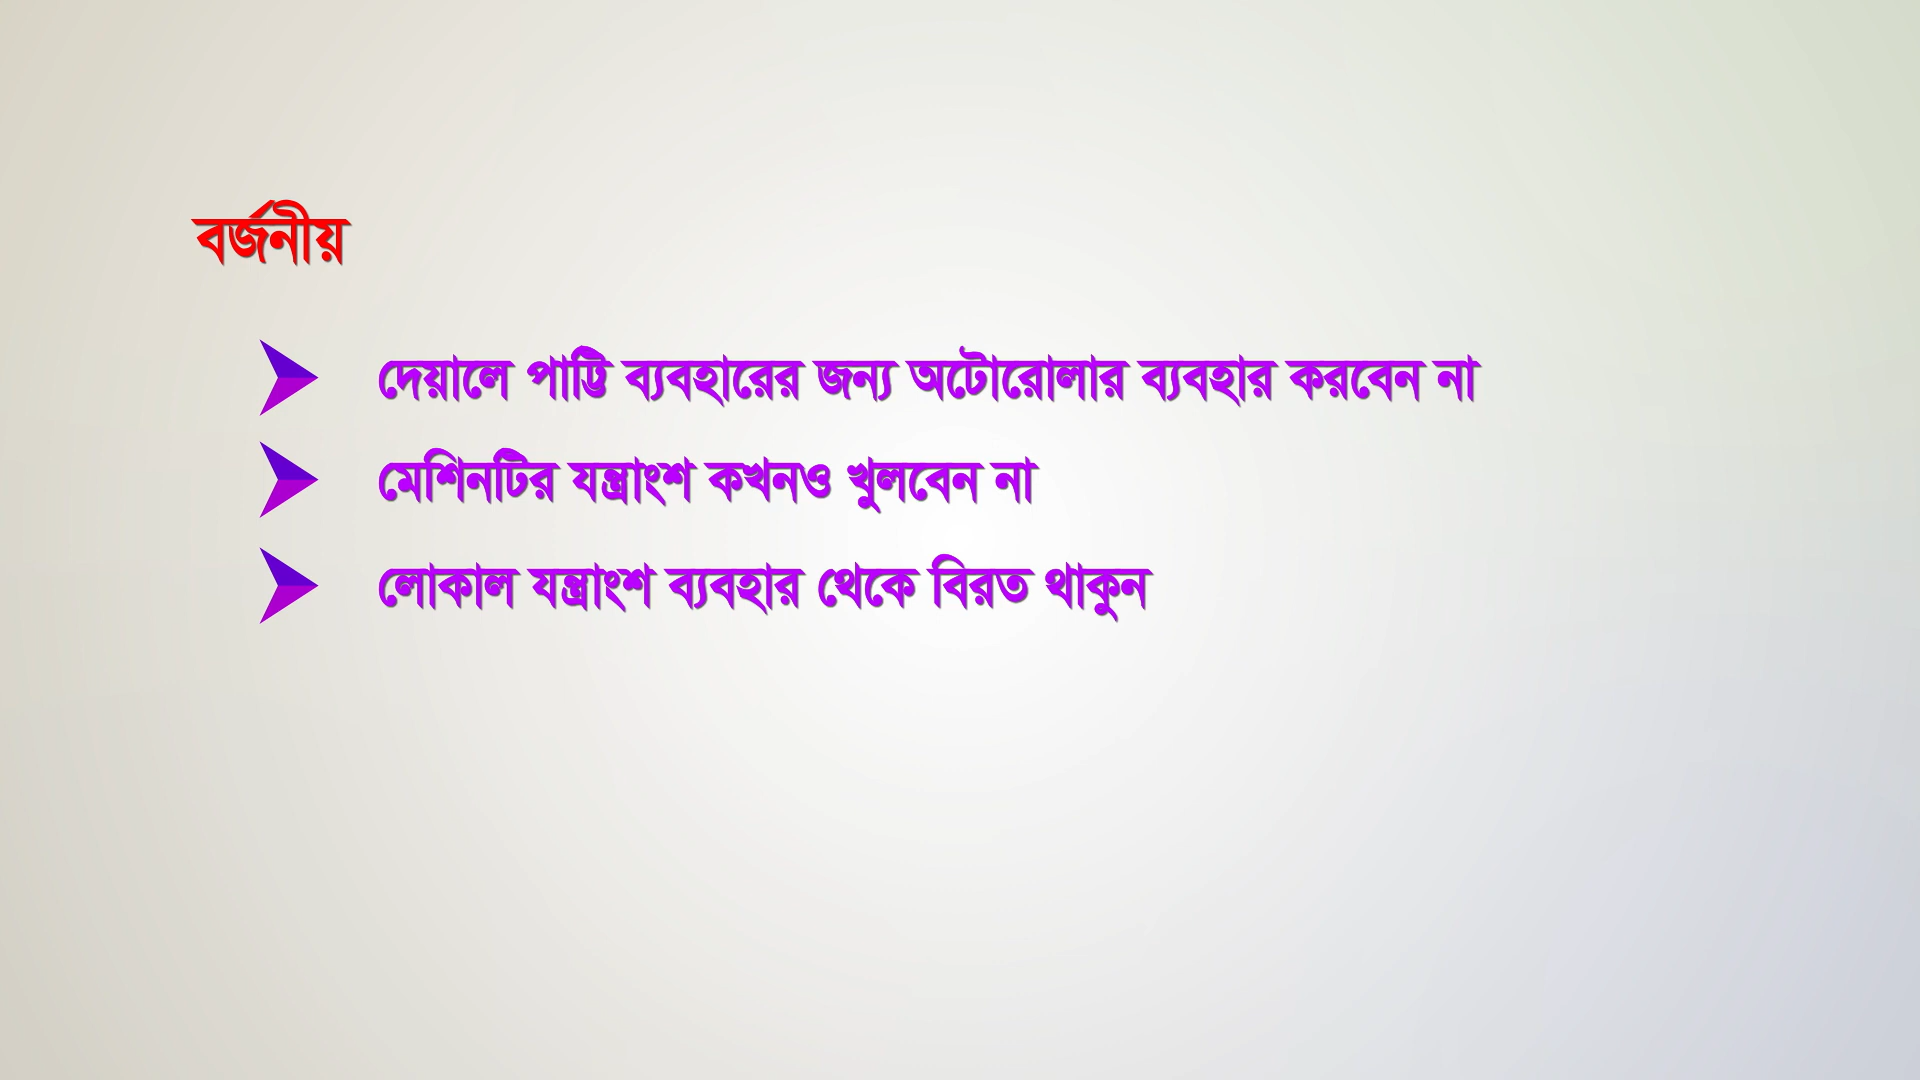 বর্জনীয়
দেয়ালে পাট্টি ব্যবহারের জন্য অটোরোলার ব্যবহার করবেন না
মেশিনটির যন্ত্রাংশ কখনও খুলবেন না
লোকাল যন্ত্রাংশ ব্যবহার থেকে বিরত থাকুন